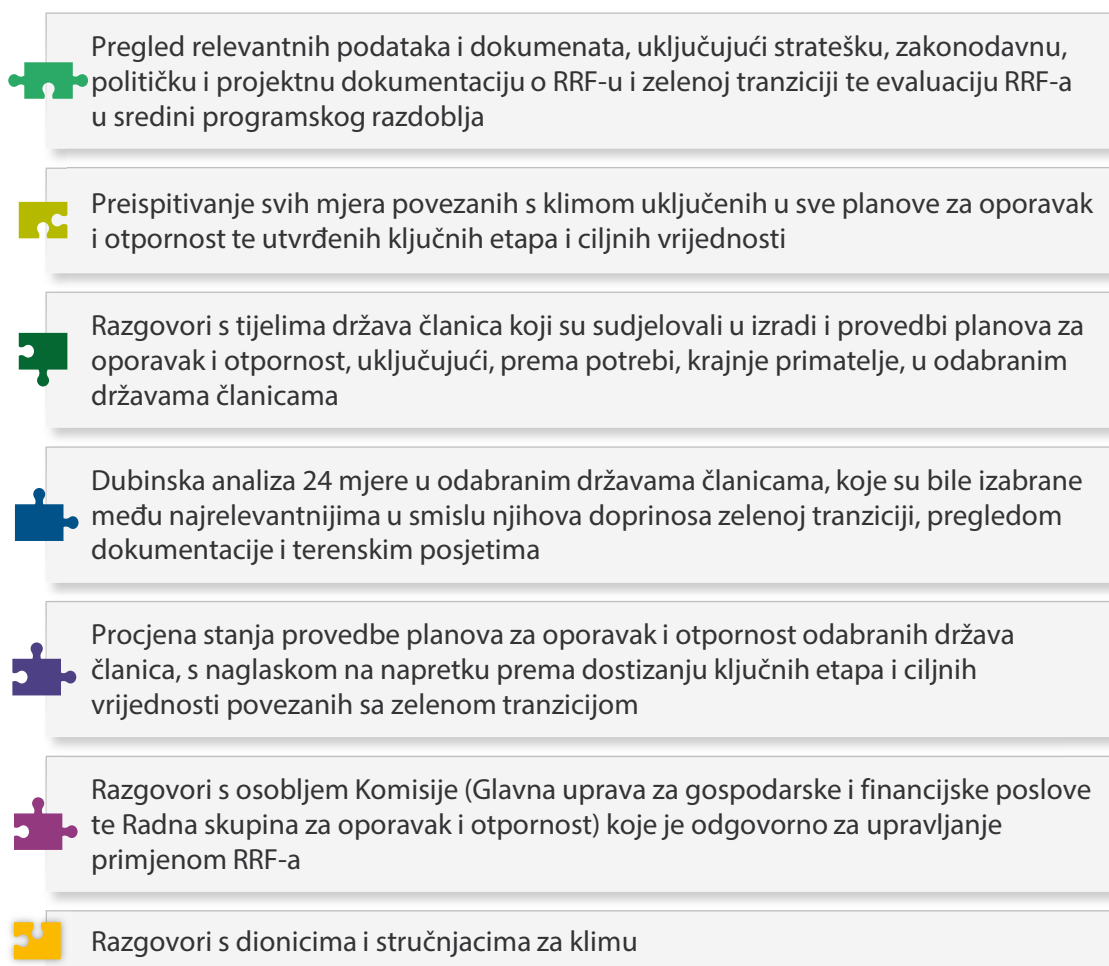 Pregled relevantnih podataka i dokumenata, uključujući stratešku, zakonodavnu,
političku i projektnu dokumentaciju o RRF-u i zelenoj tranziciji te evaluaciju RRF-a
u sredini programskog razdoblja
Preispitivanje svih mjera povezanih s klimom uključenih u sve planove za oporavak
i otpornost te utvrđenih ključnih etapa i ciljnih vrijednosti
Razgovori s tijelima država članica koji su sudjelovali u izradi i provedbi planova za
oporavak i otpornost, uključujući, prema potrebi, krajnje primatelje, u odabranim
državama članicama
Dubinska analiza 24 mjere u odabranim državama članicama, koje su bile izabrane
među najrelevantnijima u smislu njihova doprinosa zelenoj tranziciji, pregledom
dokumentacije i terenskim posjetima
Procjena stanja provedbe planova za oporavak i otpornost odabranih država
članica, s naglaskom na napretku prema dostizanju ključnih etapa i ciljnih
vrijednosti povezanih sa zelenom tranzicijom
Razgovori s osobljem Komisije (Glavna uprava za gospodarske i financijske poslove
te Radna skupina za oporavak i otpornost) koje je odgovorno za upravljanje
primjenom RRF-a
Razgovori s dionicima i stručnjacima za klimu